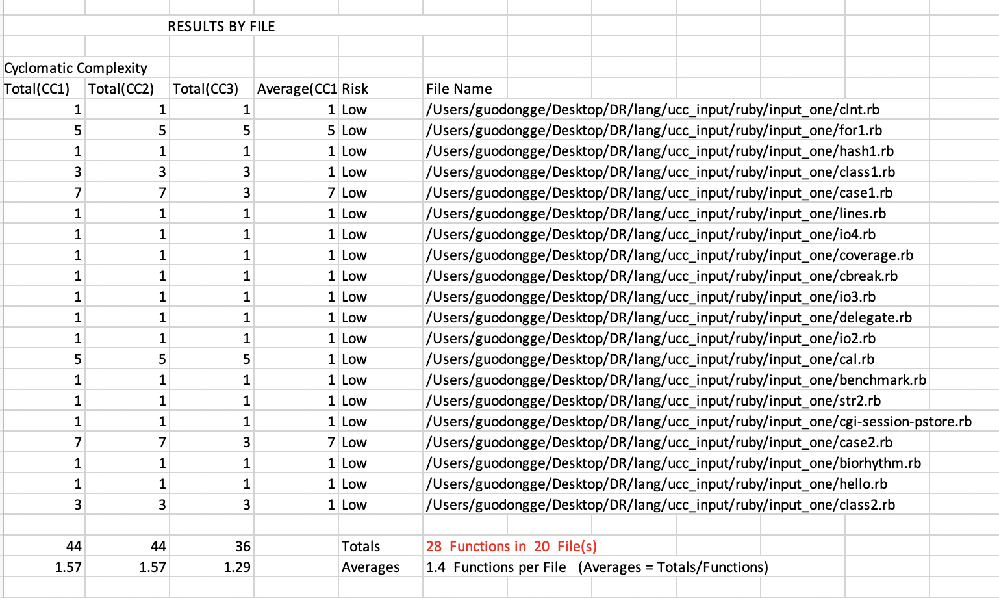 RESULTS BY FILE
Cyclomatic Complexity
Total(CC1) Total(CC2) Total(CC3) Average(CC1 Risk File Name
1 1 1 1 Low /Users/guodongge/Desktop/DR/lang/ucc_input/ruby/input_one/clnt.rb
5 5 5 5 Low /Users/guodongge/Desktop/DR/lang/ucc_input/ruby/input_one/for1.rb
1 1 1 1 Low /Users/guodongge/Desktop/DR/lang/ucc_input/ruby/input_one/hash1.rb
3 3 3 1 Low /Users/guodongge/Desktop/DR/lang/ucc_input/ruby/input_one/class1.rb
7 7 3 7 Low /Users/guodongge/Desktop/DR/lang/ucc_input/ruby/input_one/case1.rb
1 1 1 1 Low /Users/guodongge/Desktop/DR/lang/ucc_input/ruby/input_one/lines.rb
1 1 1 1 Low /Users/guodongge/Desktop/DR/lang/ucc_input/ruby/input_one/io4.rb
1 1 1 1 Low /Users/guodongge/Desktop/DR/lang/ucc_input/ruby/input_one/coverage.rb
1 1 1 1 Low /Users/guodongge/Desktop/DR/lang/ucc_input/ruby/input_one/cbreak.rb
1 1 1 1 Low /Users/guodongge/Desktop/DR/lang/ucc_input/ruby/input_one/io3.rb
1 1 1 1 Low /Users/guodongge/Desktop/DR/lang/ucc_input/ruby/input_one/delegate.rb
1 1 1 1 Low /Users/guodongge/Desktop/DR/lang/ucc_input/ruby/input_one/io2.rb
5 5 5 1 Low /Users/guodongge/Desktop/DR/lang/ucc_input/ruby/input_one/cal.rb
1 1 1 1 Low /Users/guodongge/Desktop/DR/lang/ucc_input/ruby/input_one/benchmark.rb
1 1 1 1 Low /Users/guodongge/Desktop/DR/lang/ucc_input/ruby/input_one/str2.rb
1 1 1 1 Low /Users/guodongge/Desktop/DR/lang/ucc_input/ruby/input_one/cgi-session-pstore.rb
7 7 3 7 Low /Users/guodongge/Desktop/DR/lang/ucc_input/ruby/input_one/case2.rb
1 1 1 1 Low /Users/guodongge/Desktop/DR/lang/ucc_input/ruby/input_one/biorhythm.rb
1 1 1 1 Low /Users/guodongge/Desktop/DR/lang/ucc_input/ruby/input_one/hello.rb
3 3 3 1 Low /Users/guodongge/Desktop/DR/lang/ucc_input/ruby/input_one/class2.rb
44 44 36 Totals 28 Functions in 20 File(s)
1.57 1.57 1.29 Averages 1.4 Functions per File (Averages = Totals/Functions)